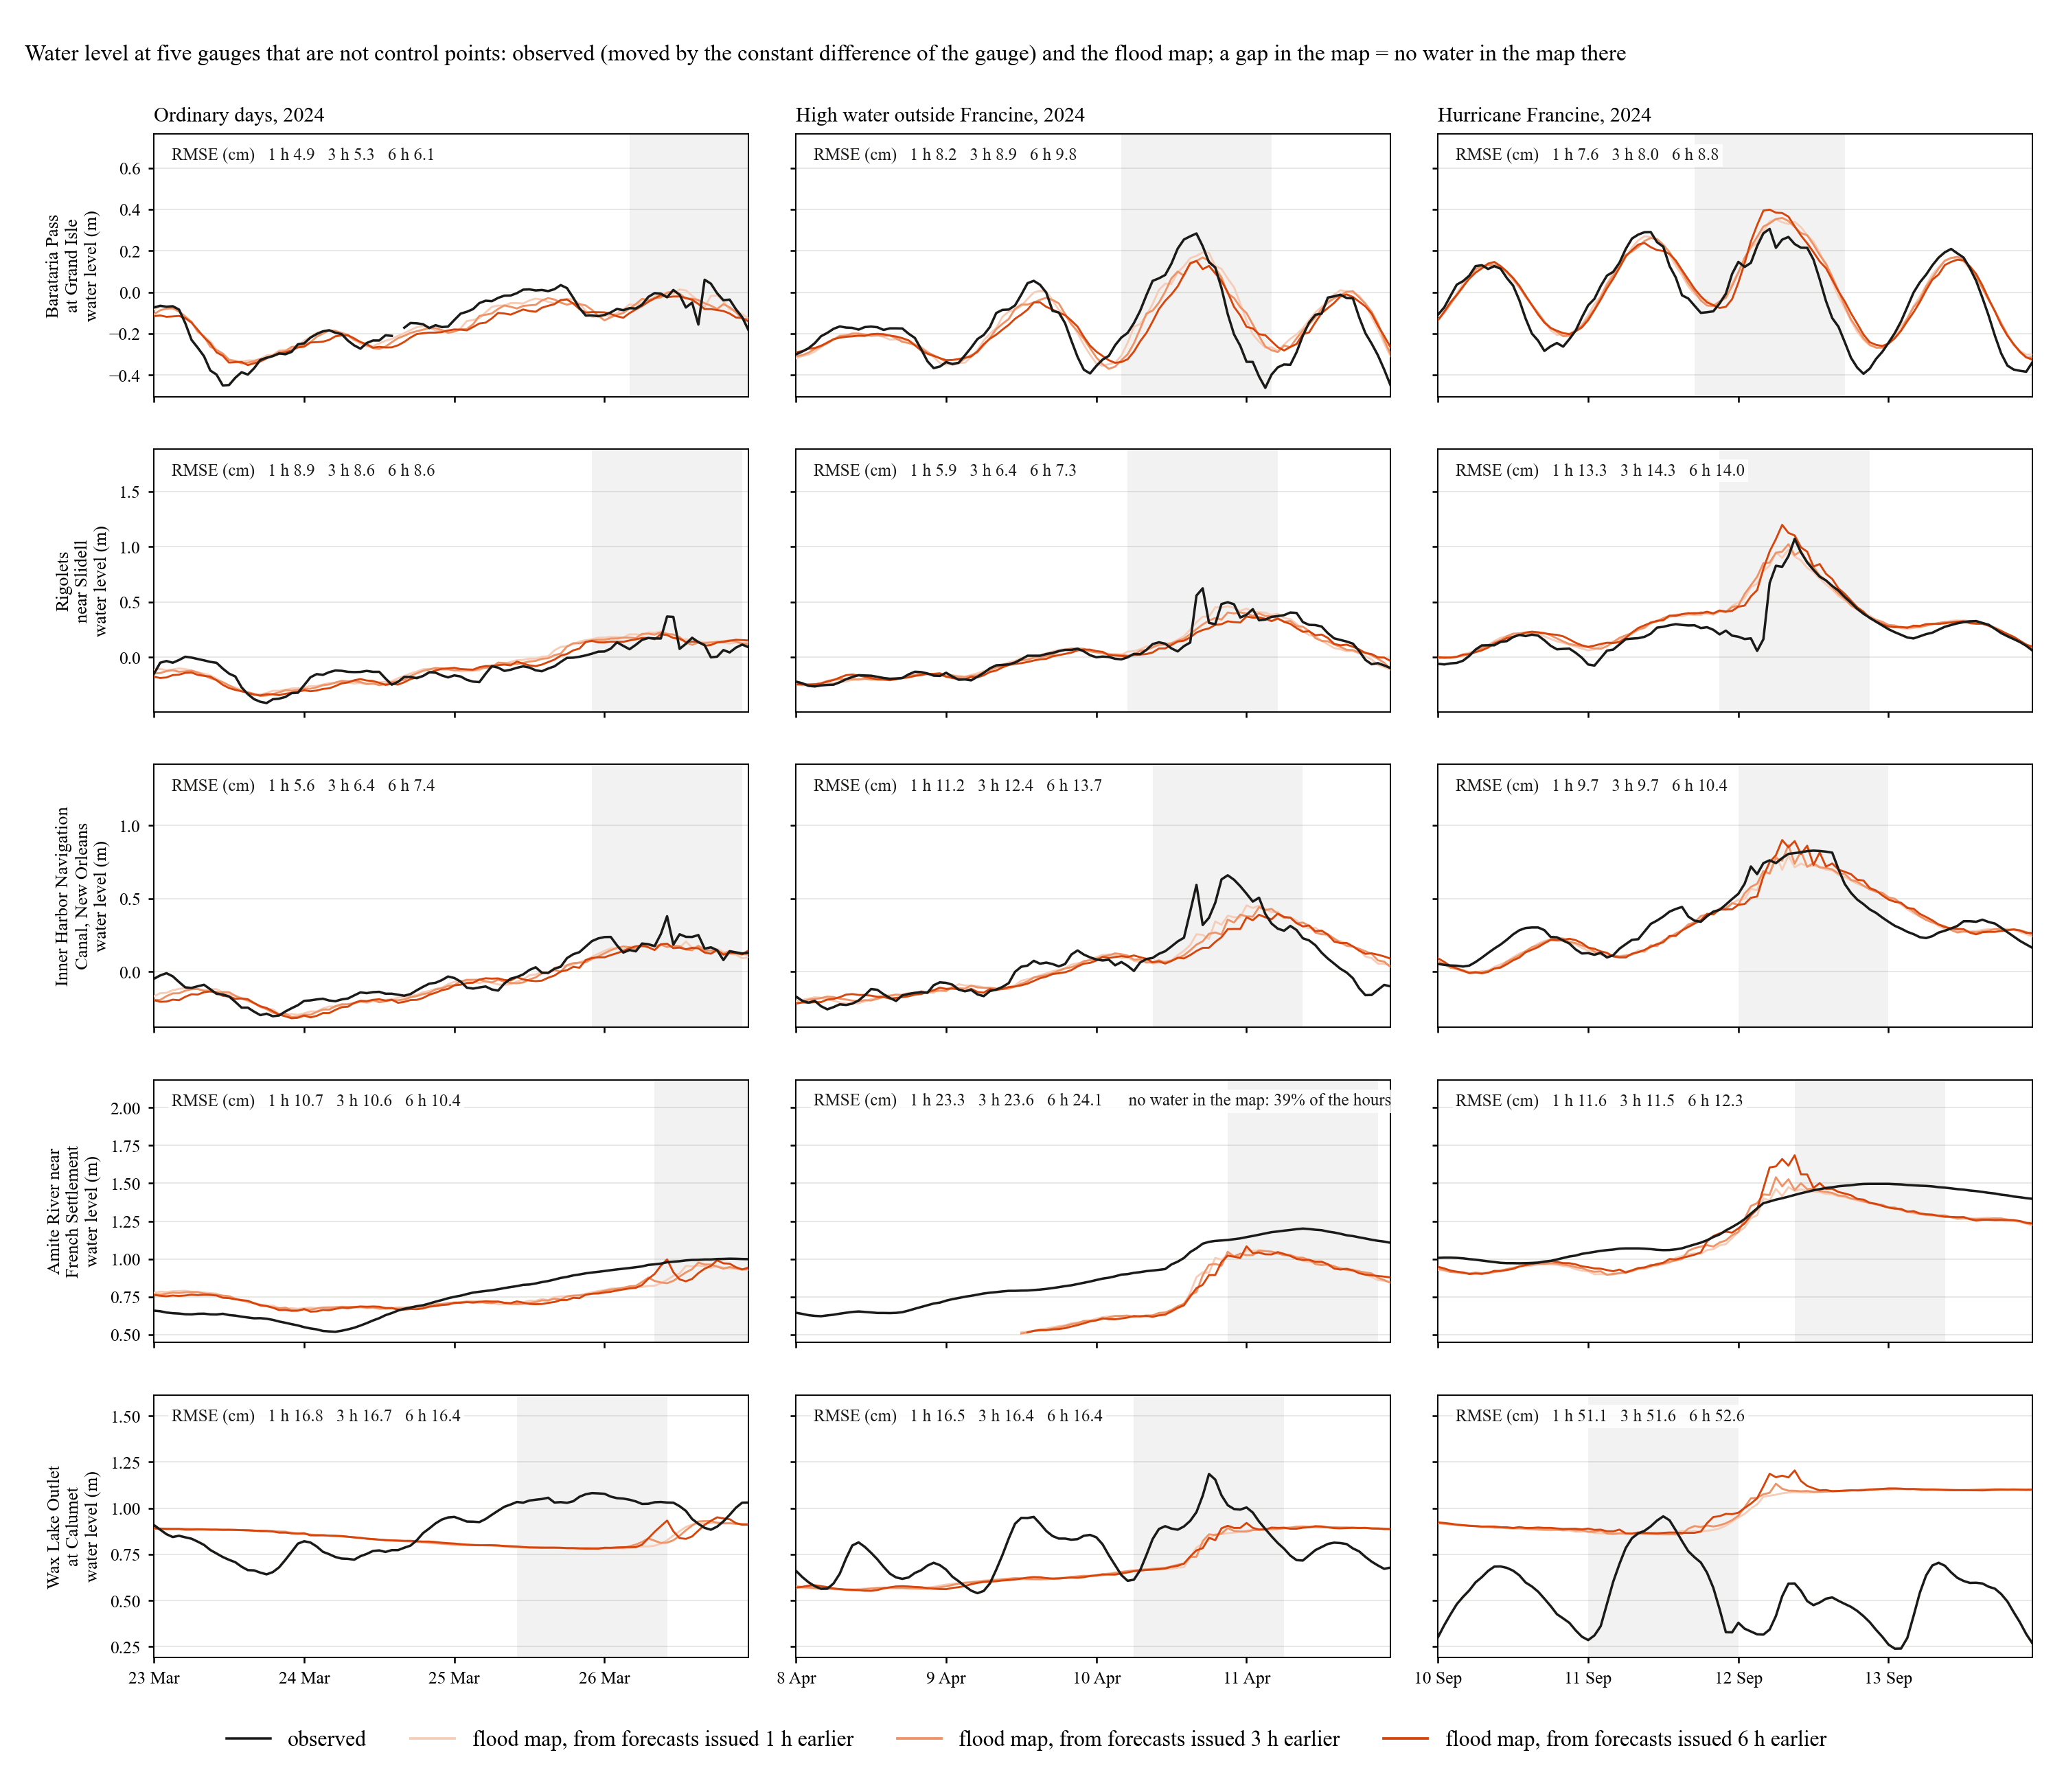 Water level at five gauges that are not control points: observed (moved by the constant difference of the gauge) and the flood map; a gap in the map = no water in the map there
Ordinary days, 2024
High water outside Francine, 2024
Hurricane Francine, 2024
Barataria Pass
at Grand Isle
water level (m)
0.6
0.4
0.2
0.0
−0.2
−0.4
RMSE (cm) 1 h 4.9 3 h 5.3 6 h 6.1
RMSE (cm) 1 h 8.2 3 h 8.9 6 h 9.8
RMSE (cm) 1 h 7.6 3 h 8.0 6 h 8.8
Rigolets
near Slidell
water level (m)
1.5
1.0
0.5
0.0
RMSE (cm) 1 h 8.9 3 h 8.6 6 h 8.6
RMSE (cm) 1 h 5.9 3 h 6.4 6 h 7.3
RMSE (cm) 1 h 13.3 3 h 14.3 6 h 14.0
Inner Harbor Navigation
Canal, New Orleans
water level (m)
1.0
0.5
0.0
RMSE (cm) 1 h 5.6 3 h 6.4 6 h 7.4
RMSE (cm) 1 h 11.2 3 h 12.4 6 h 13.7
RMSE (cm) 1 h 9.7 3 h 9.7 6 h 10.4
Amite River near
French Settlement
water level (m)
2.00
1.75
1.50
1.25
1.00
0.75
0.50
RMSE (cm) 1 h 10.7 3 h 10.6 6 h 10.4
RMSE (cm) 1 h 23.3 3 h 23.6 6 h 24.1 no water in the map: 39% of the hours
RMSE (cm) 1 h 11.6 3 h 11.5 6 h 12.3
Wax Lake Outlet
at Calumet
water level (m)
1.50
1.25
1.00
0.75
0.50
0.25
RMSE (cm) 1 h 16.8 3 h 16.7 6 h 16.4
RMSE (cm) 1 h 16.5 3 h 16.4 6 h 16.4
RMSE (cm) 1 h 51.1 3 h 51.6 6 h 52.6
23 Mar 24 Mar 25 Mar 26 Mar
8 Apr 9 Apr 10 Apr 11 Apr
10 Sep 11 Sep 12 Sep 13 Sep
observed
flood map, from forecasts issued 1 h earlier
flood map, from forecasts issued 3 h earlier
flood map, from forecasts issued 6 h earlier